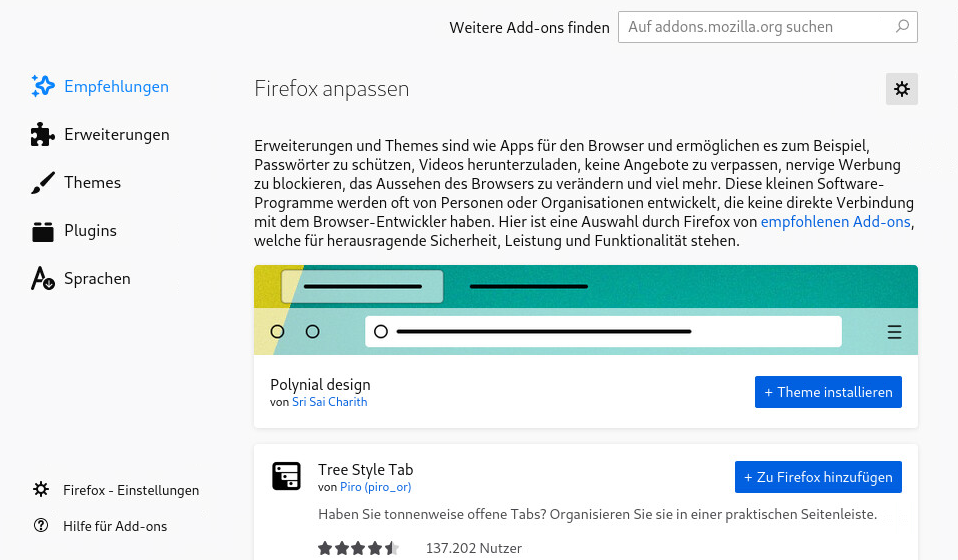 Weitere Add-ons finden
Auf addons.mozilla.org suchen
Empfehlungen
Erweiterungen
Themes
Plugins
Sprachen
Firefox - Einstellungen
Hilfe für Add-ons
Firefox anpassen
Erweiterungen und Themes sind wie Apps für den Browser und ermöglichen es zum Beispiel,
Passwörter zu schützen, Videos herunterzuladen, keine Angebote zu verpassen, nervige Werbung
zu blockieren, das Aussehen des Browsers zu verändern und viel mehr. Diese kleinen Software-
Programme werden oft von Personen oder Organisationen entwickelt, die keine direkte Verbindung
mit dem Browser-Entwickler haben. Hier ist eine Auswahl durch Firefox von empfohlenen Add-ons,
welche für herausragende Sicherheit, Leistung und Funktionalität stehen.
Polynial design
von Sri Sai Charith
+ Theme installieren
Tree Style Tab
von Piro (piro_or)
+ Zu Firefox hinzufügen
Haben Sie tonnenweise offene Tabs? Organisieren Sie sie in einer praktischen Seitenleiste.
137.202 Nutzer